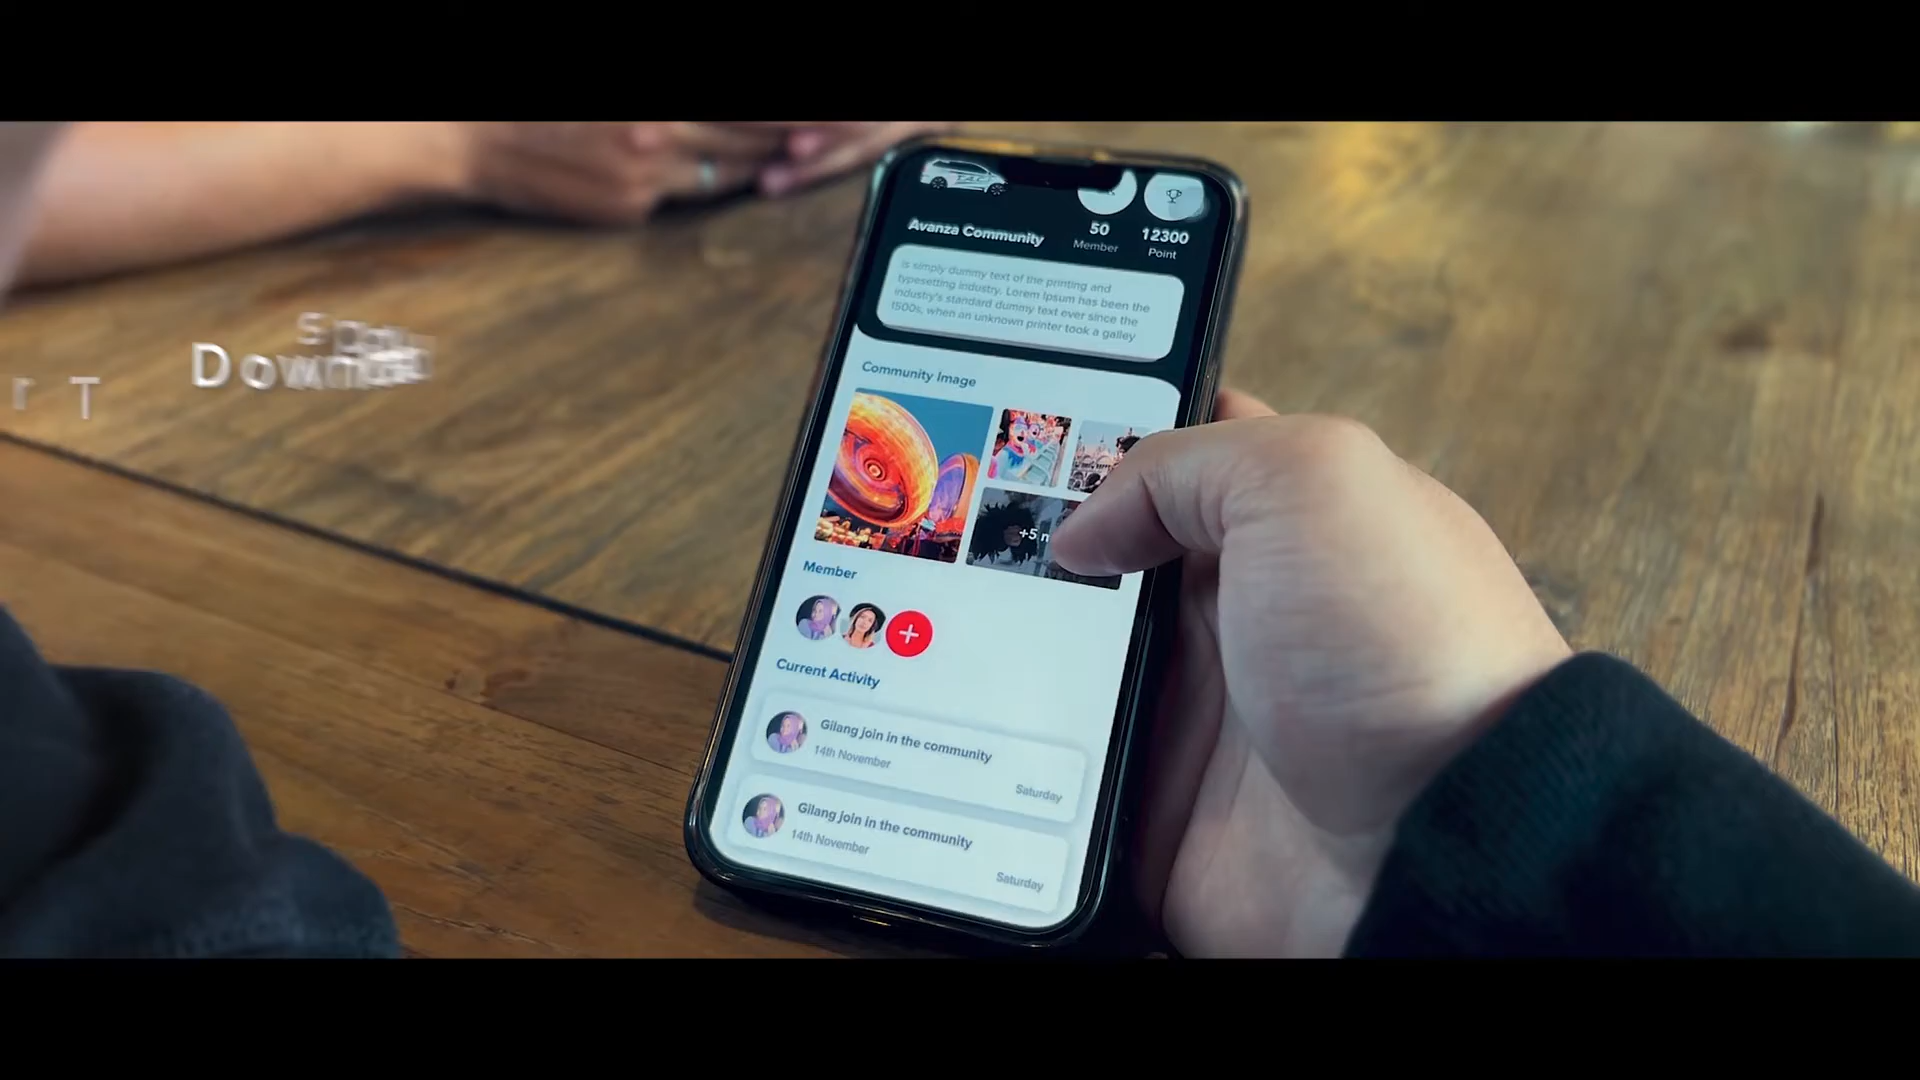 T.A.C
Avanza Community
50
Member
12300
Point
is simply dummy text of the printing and
typesetting industry. Lorem Ipsum has been the
industry's standard dummy text ever since the
1500s, when an unknown printer took a galley
Community Image
+5
Member
+
Current Activity
Gilang join in the community
14th November
Saturday
Gilang join in the community
14th November
Saturday
r T